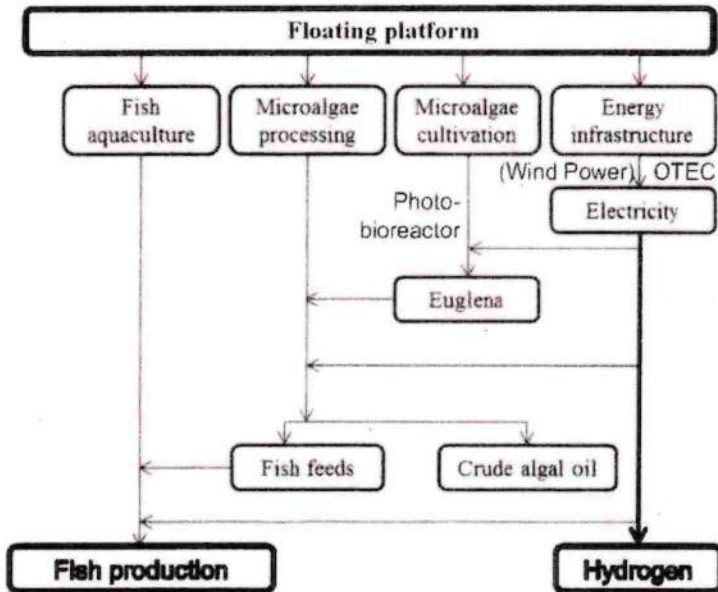 Floating platform
Fish
aquaculture
Microalgae
processing
Microalgae
cultivation
Energy
infrastructure
(Wind Power), OTEC
Photo-
bioreactor
Electricity
Euglena
Fish feeds
Crude algal oil
Fish production
Hydrogen